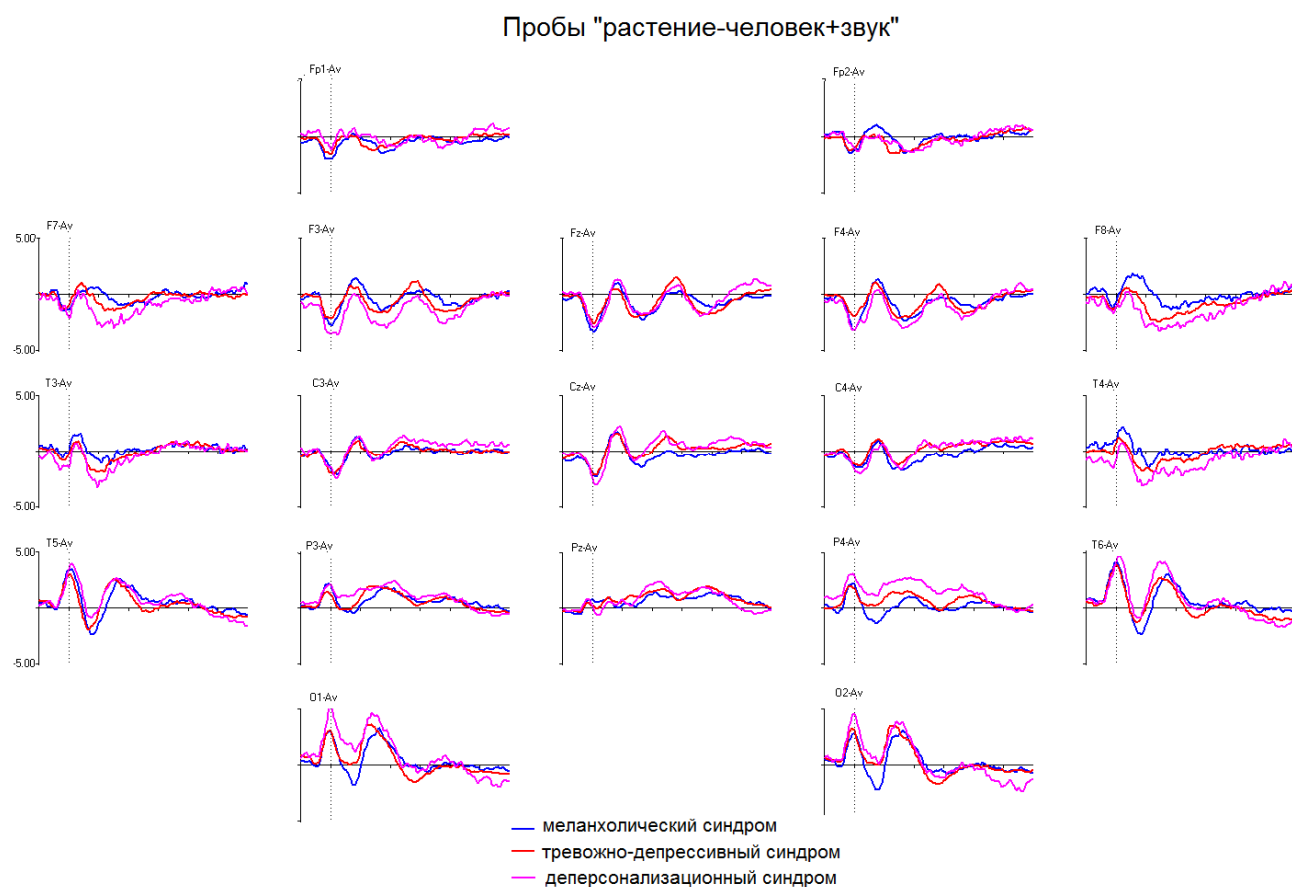 Пробы "растение-человек+звук"
Fp1-Av Fp2-Av
F7-Av F3-Av Fz-Av F4-Av F8-Av
5.00
-5.00
T3-Av C3-Av Cz-Av C4-Av T4-Av
5.00
-5.00
T5-Av P3-Av Pz-Av P4-Av T6-Av
5.00
-5.00
O1-Av O2-Av
меланхолический синдром
тревожно-депрессивный синдром
деперсонализационный синдром